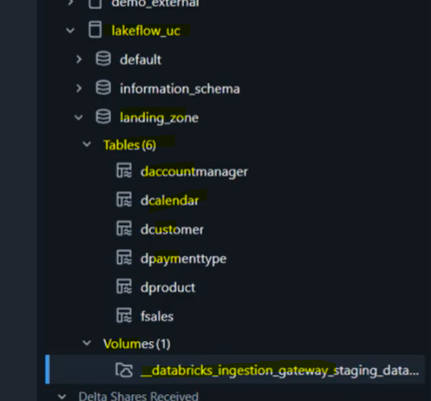 demo_external
lakeflow_uc
default
information_schema
landing_zone
Tables (6)
daccountmanager
dcalendar
dcustomer
dpaymenttype
dproduct
fsales
Volumes (1)
__databricks_ingestion_gateway_staging_data...
Delta Shares Received